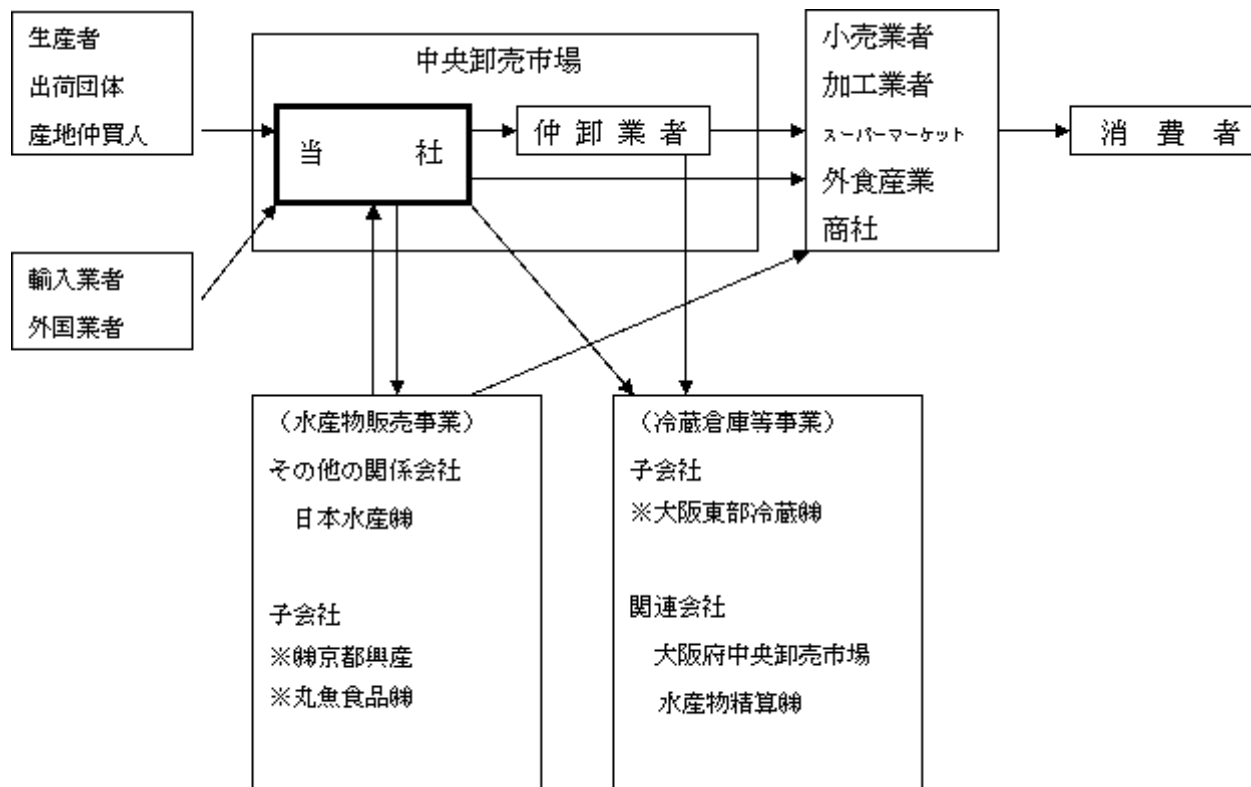 生産者
出荷団体
産地仲買人
輸入業者
外国業者
中央卸売市場
当社
仲卸業者
小売業者
加工業者
スーパーマーケット
外食産業
商社
消費者
（水産物販売事業）
その他の関係会社
日本水産㈱
子会社
※㈱京都興産
※丸魚食品㈱
（冷蔵倉庫等事業）
子会社
※大阪東部冷蔵㈱
関連会社
大阪府中央卸売市場
水産物精算㈱